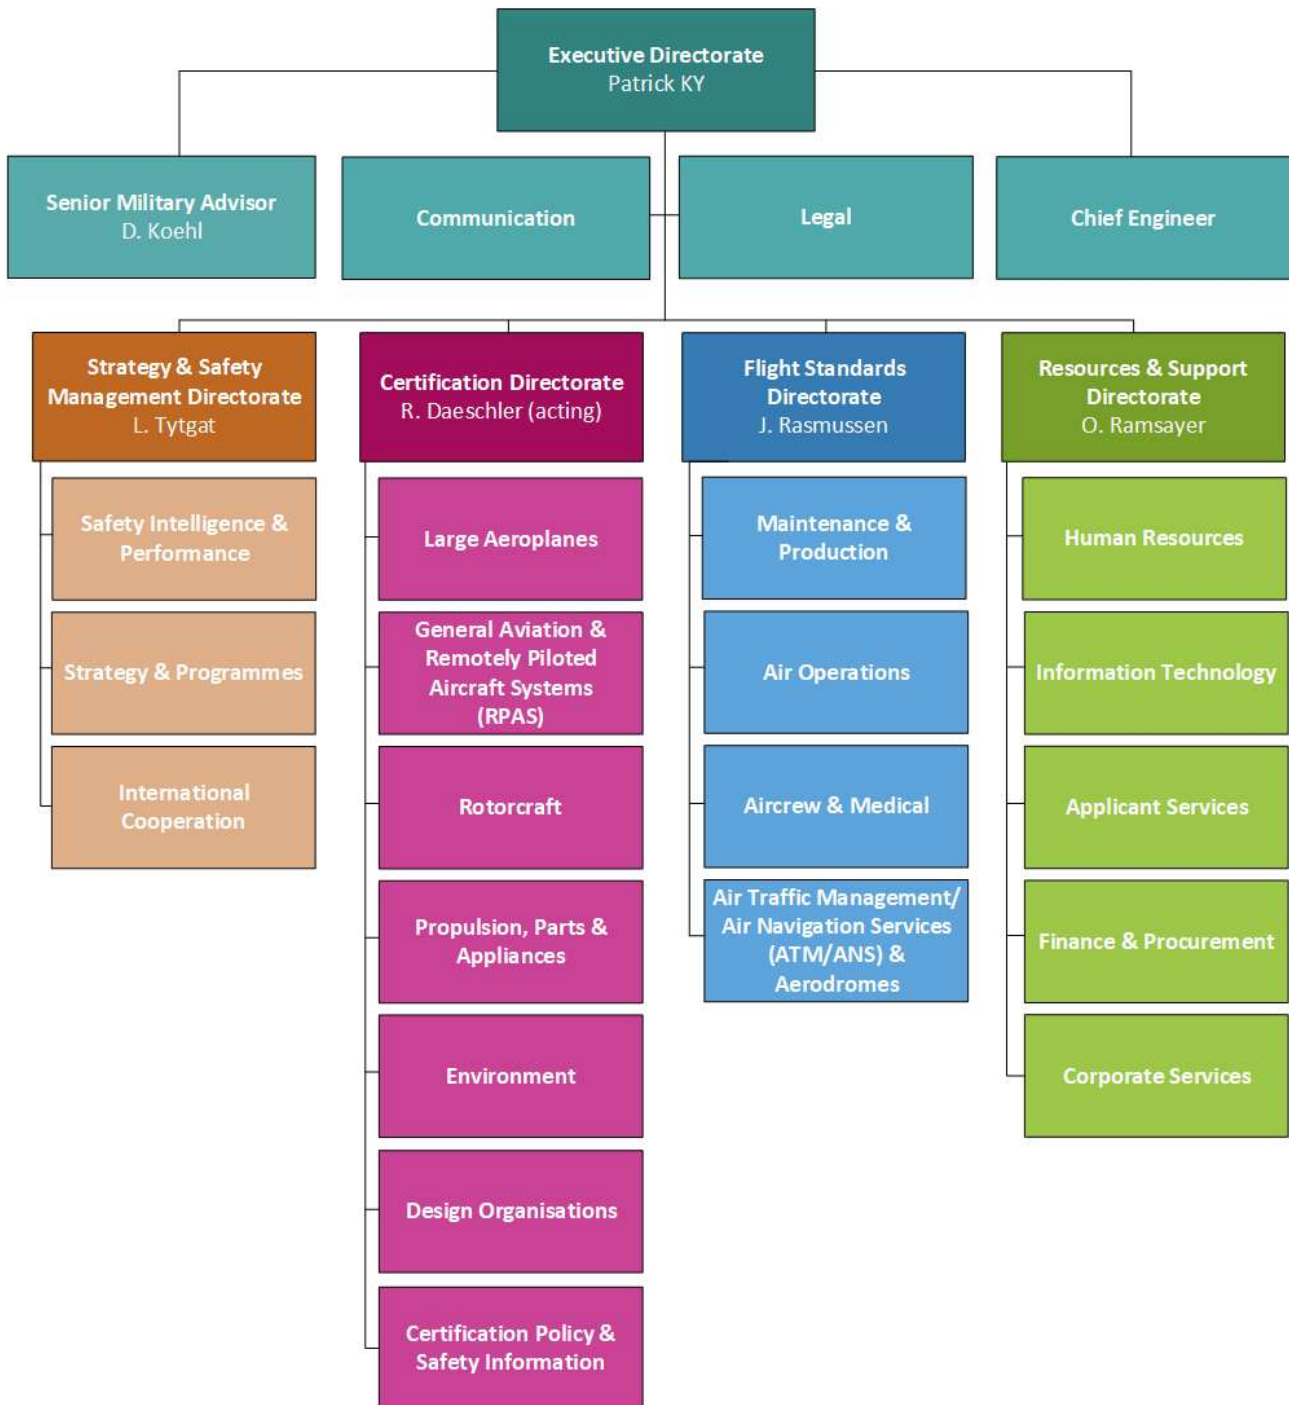 Executive Directorate
Patrick KY
Senior Military Advisor
D. Koehl
Communication
Legal
Chief Engineer
Strategy & Safety
Management Directorate
L. Tytgat
Certification Directorate
R. Daeschler (acting)
Flight Standards
Directorate
J. Rasmussen
Resources & Support
Directorate
O. Ramsayer
Safety Intelligence &
Performance
Strategy & Programmes
International
Cooperation
Large Aeroplanes
General Aviation &
Remotely Piloted
Aircraft Systems
(RPAS)
Rotorcraft
Propulsion, Parts &
Appliances
Environment
Design Organisations
Certification Policy &
Safety Information
Maintenance &
Production
Air Operations
Aircrew & Medical
Air Traffic Management/
Air Navigation Services
(ATM/ANS) &
Aerodromes
Human Resources
Information Technology
Applicant Services
Finance & Procurement
Corporate Services